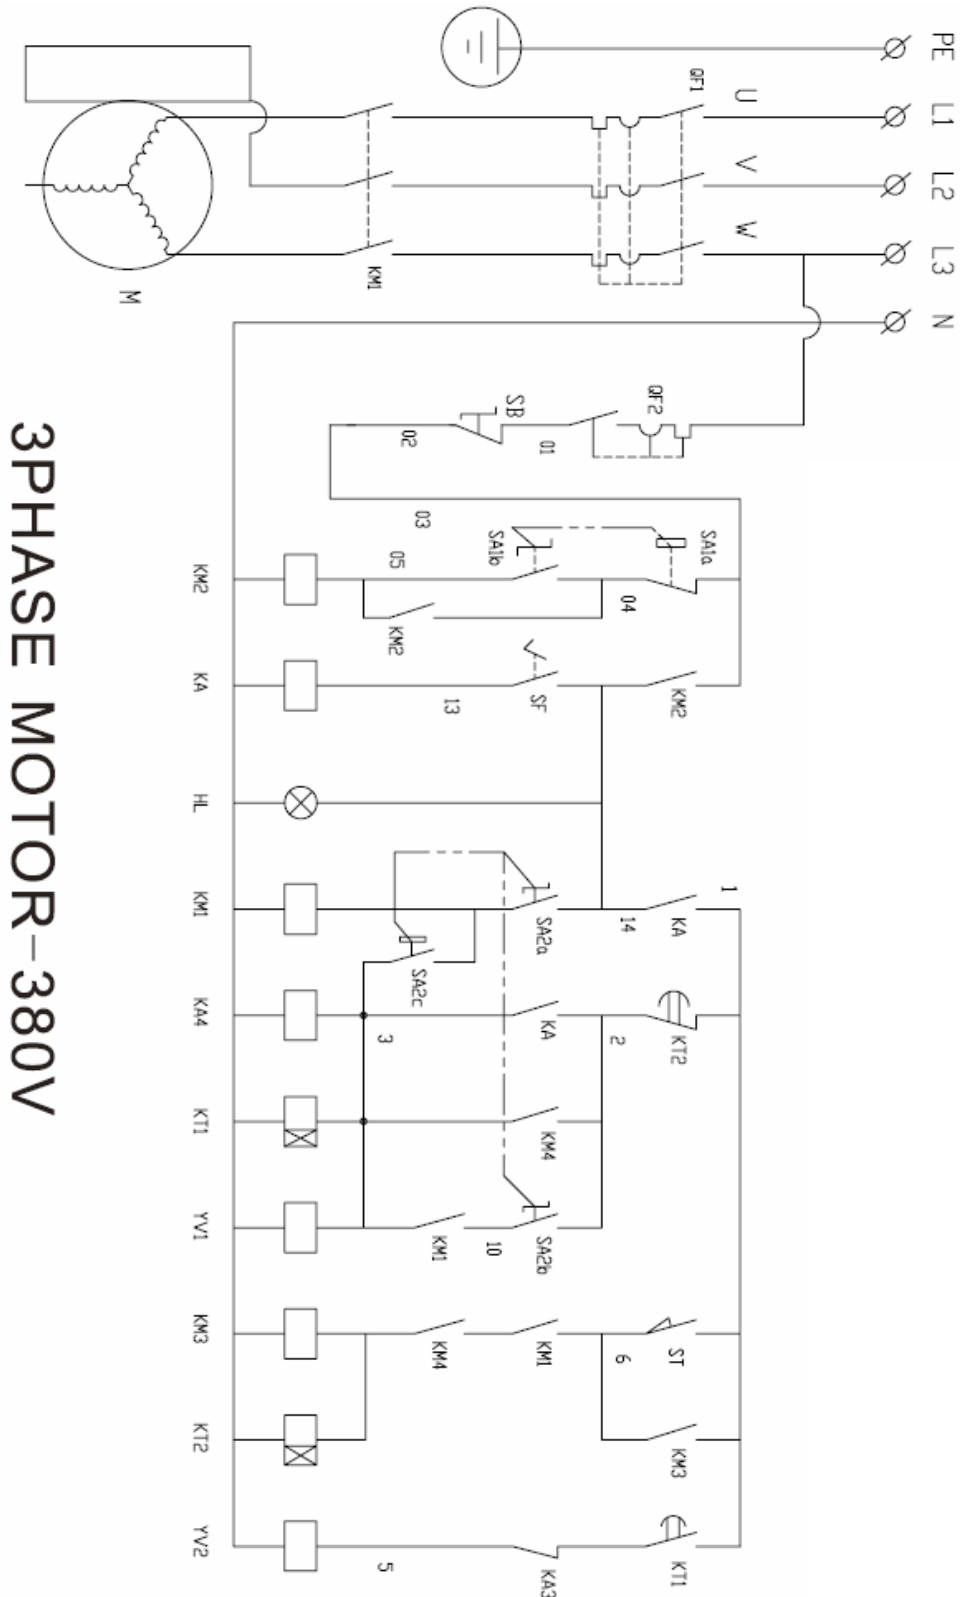 PE
L1
L2
L3
N
QF1
U
V
W
KM1
M
QF2
SB
01
02
03
SA1a
SA1b
04
05
KM2
KM2
KM2
SF
13
KA
HL
1
KA
14
SA2a
SA2c
KM1
KT2
2
KA
3
KA4
KM4
KT1
SA2b
10
KM1
YV1
ST
6
KM1
KM4
KM3
KM3
KT2
KT1
KA3
5
YV2
3PHASE MOTOR-380V